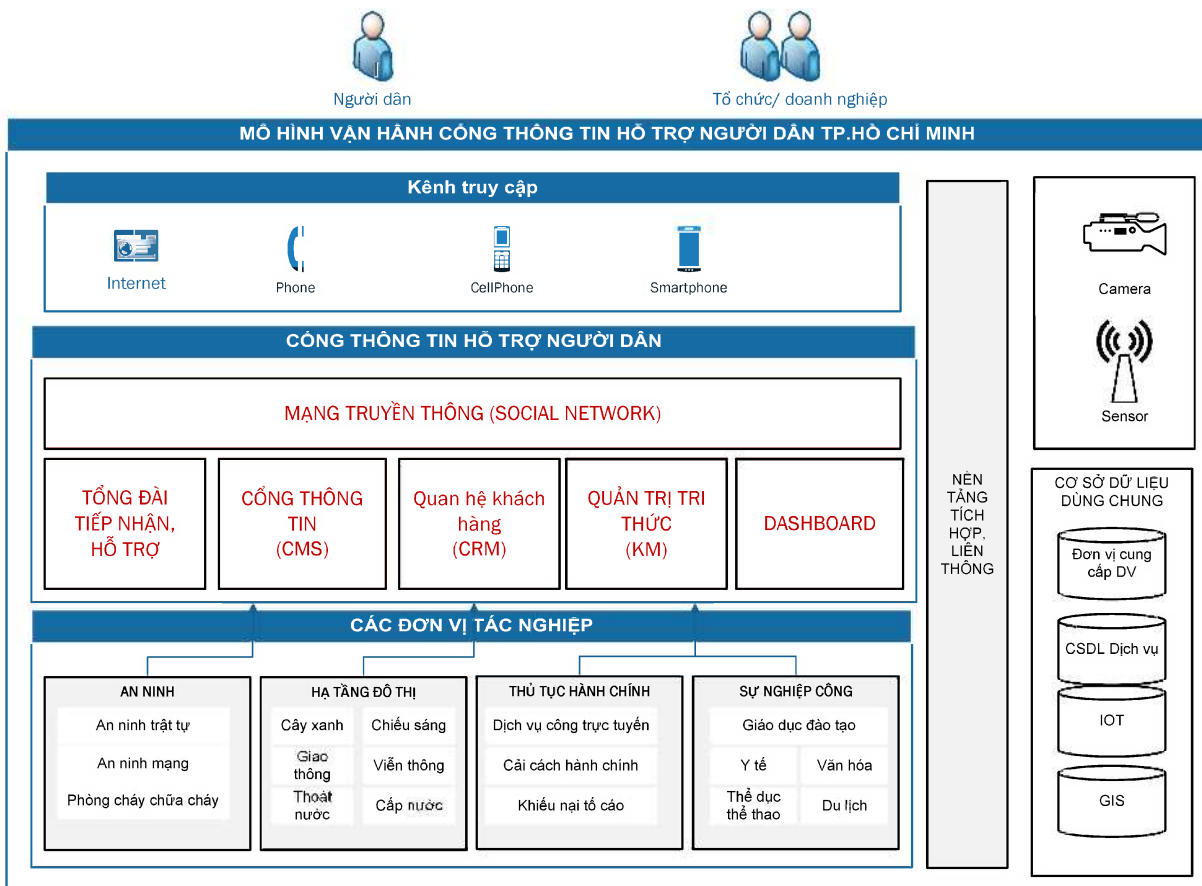 Người dân
Tổ chức/ doanh nghiệp
MÔ HÌNH VẬN HÀNH CỔNG THÔNG TIN HỖ TRỢ NGƯỜI DÂN TP.HỒ CHÍ MINH
Kênh truy cập
Internet
Phone
CellPhone
Smartphone
CỔNG THÔNG TIN HỖ TRỢ NGƯỜI DÂN
MẠNG TRUYỀN THÔNG (SOCIAL NETWORK)
TỔNG ĐÀI
TIẾP NHẬN,
HỖ TRỢ
CỔNG THÔNG
TIN
(CMS)
Quan hệ khách
hàng
(CRM)
QUẢN TRỊ TRI
THỨC
(KM)
DASHBOARD
CÁC ĐƠN VỊ TÁC NGHIỆP
AN NINH
An ninh trật tự
An ninh mạng
Phòng cháy chữa cháy
HẠ TẦNG ĐÔ THỊ
Cây xanh
Chiếu sáng
Giao
thông
Viễn thông
Thoát
nước
Cấp nước
THỦ TỤC HÀNH CHÍNH
Dịch vụ công trực tuyến
Cải cách hành chính
Khiếu nại tố cáo
SỰ NGHIỆP CÔNG
Giáo dục đào tạo
Y tế
Văn hóa
Thể dục
thể thao
Du lịch
NỀN
TẢNG
TÍCH
HỢP,
LIÊN
THÔNG
Camera
Sensor
CƠ SỞ DỮ LIỆU
DÙNG CHUNG
Đơn vị cung
cấp DV
CSDL Dịch vụ
IOT
GIS